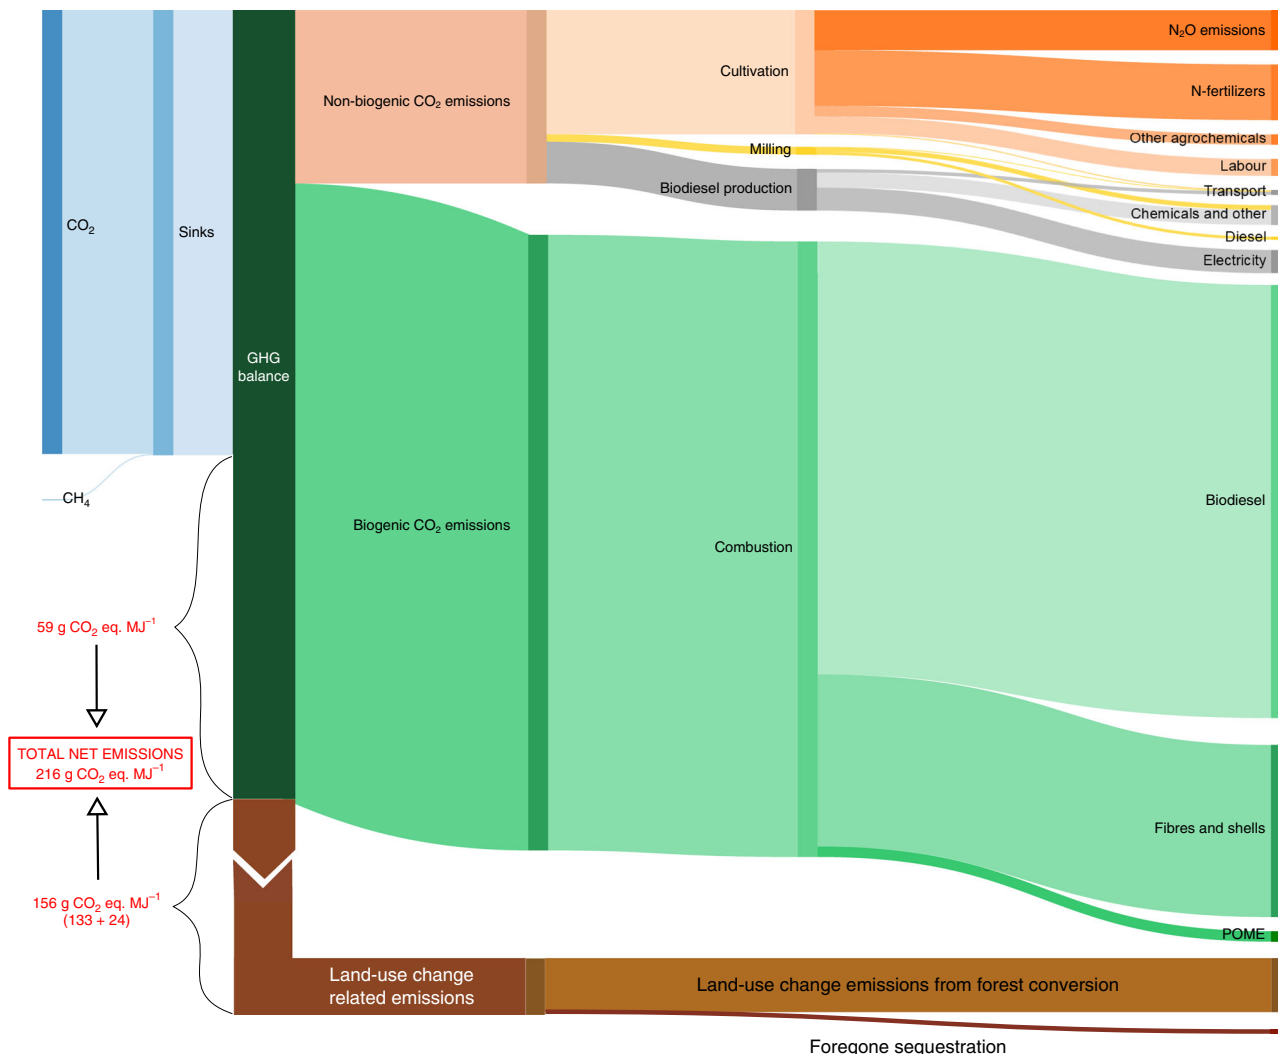 N₂O emissions
Cultivation
N-fertilizers
Non-biogenic CO₂ emissions
Other agrochemicals
Milling
Labour
Biodiesel production
Transport
Chemicals and other
CO₂
Sinks
Diesel
Electricity
GHG
balance
CH₄
Biodiesel
Biogenic CO₂ emissions
Combustion
59 g CO₂ eq. MJ⁻¹
TOTAL NET EMISSIONS
216 g CO₂ eq. MJ⁻¹
Fibres and shells
156 g CO₂ eq. MJ⁻¹
(133 + 24)
POME
Land-use change
related emissions
Land-use change emissions from forest conversion
Foregone sequestration